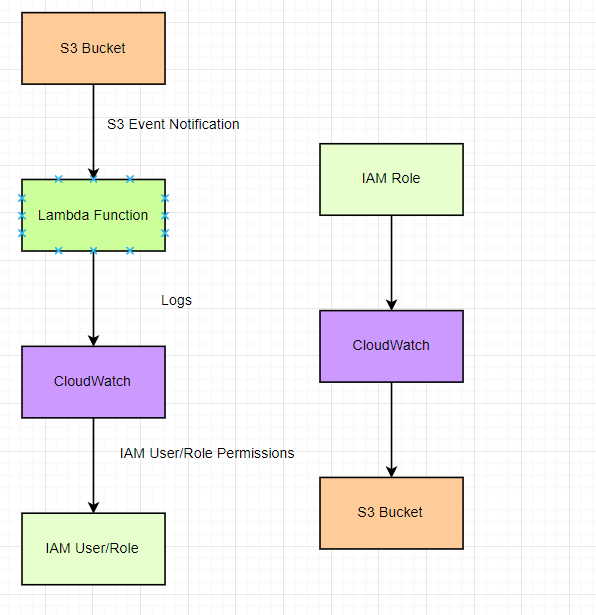 S3 Bucket
S3 Event Notification
Lambda Function
Logs
CloudWatch
IAM User/Role Permissions
IAM User/Role
IAM Role
CloudWatch
S3 Bucket